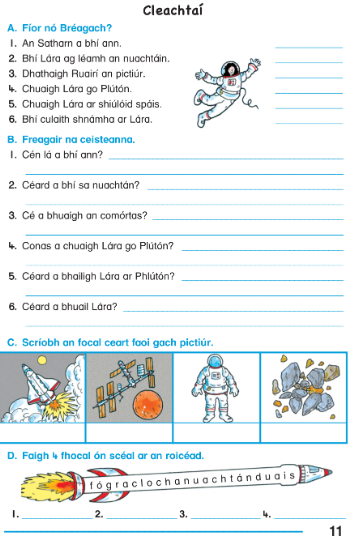 Cleachtaí
A. Fíor nó Bréagach?
1. An Satharn a bhí ann.
2. Bhí Lára ag léamh an nuachtáin.
3. Dhathaigh Ruairí an pictiúr.
4. Chuaigh Lára go Plútón.
5. Chuaigh Lára ar shiúlóid spáis.
6. Bhí culaith shnámha ar Lára.
B. Freagair na ceisteanna.
1. Cén lá a bhí ann?
2. Céard a bhí sa nuachtán?
3. Cé a bhuaigh an comórtas?
4. Conas a chuaigh Lára go Plútón?
5. Céard a bhailigh Lára ar Phlútón?
6. Céard a bhuail Lára?
C. Scríobh an focal ceart faoi gach pictiúr.
D. Faigh 4 fhocal ón scéal ar an roicéad.
fógraclochanuachtánduais
1. 2. 3. 4.
11